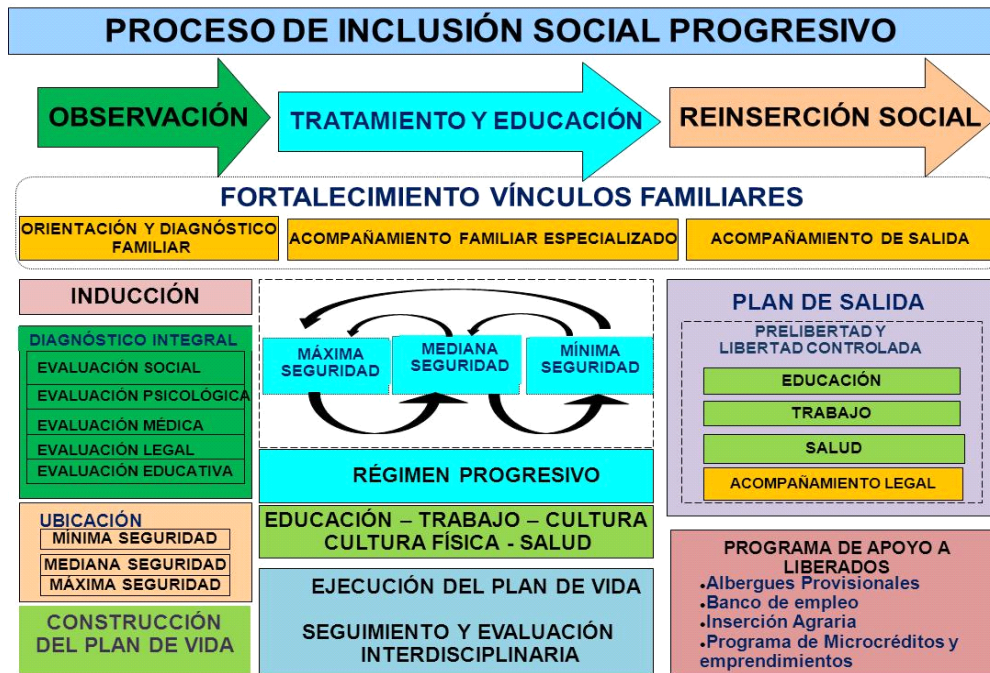 PROCESO DE INCLUSIÓN SOCIAL PROGRESIVO
OBSERVACIÓN
TRATAMIENTO Y EDUCACIÓN
REINSERCIÓN SOCIAL
FORTALECIMIENTO VÍNCULOS FAMILIARES
ORIENTACIÓN Y DIAGNÓSTICO
FAMILIAR
ACOMPAÑAMIENTO FAMILIAR ESPECIALIZADO
ACOMPAÑAMIENTO DE SALIDA
INDUCCIÓN
DIAGNÓSTICO INTEGRAL
EVALUACIÓN SOCIAL
EVALUACIÓN PSICOLÓGICA
EVALUACIÓN MÉDICA
EVALUACIÓN LEGAL
EVALUACIÓN EDUCATIVA
UBICACIÓN
MÍNIMA SEGURIDAD
MEDIANA SEGURIDAD
MÁXIMA SEGURIDAD
CONSTRUCCIÓN
DEL PLAN DE VIDA
MÁXIMA
SEGURIDAD
MEDIANA
SEGURIDAD
MÍNIMA
SEGURIDAD
RÉGIMEN PROGRESIVO
EDUCACIÓN – TRABAJO – CULTURA
CULTURA FÍSICA - SALUD
EJECUCIÓN DEL PLAN DE VIDA
SEGUIMIENTO Y EVALUACIÓN
INTERDISCIPLINARIA
PLAN DE SALIDA
PRELIBERTAD Y
LIBERTAD CONTROLADA
EDUCACIÓN
TRABAJO
SALUD
ACOMPAÑAMIENTO LEGAL
PROGRAMA DE APOYO A
LIBERADOS
•Albergues Provisionales
•Banco de empleo
•Inserción Agraria
•Programa de Microcréditos y
emprendimientos